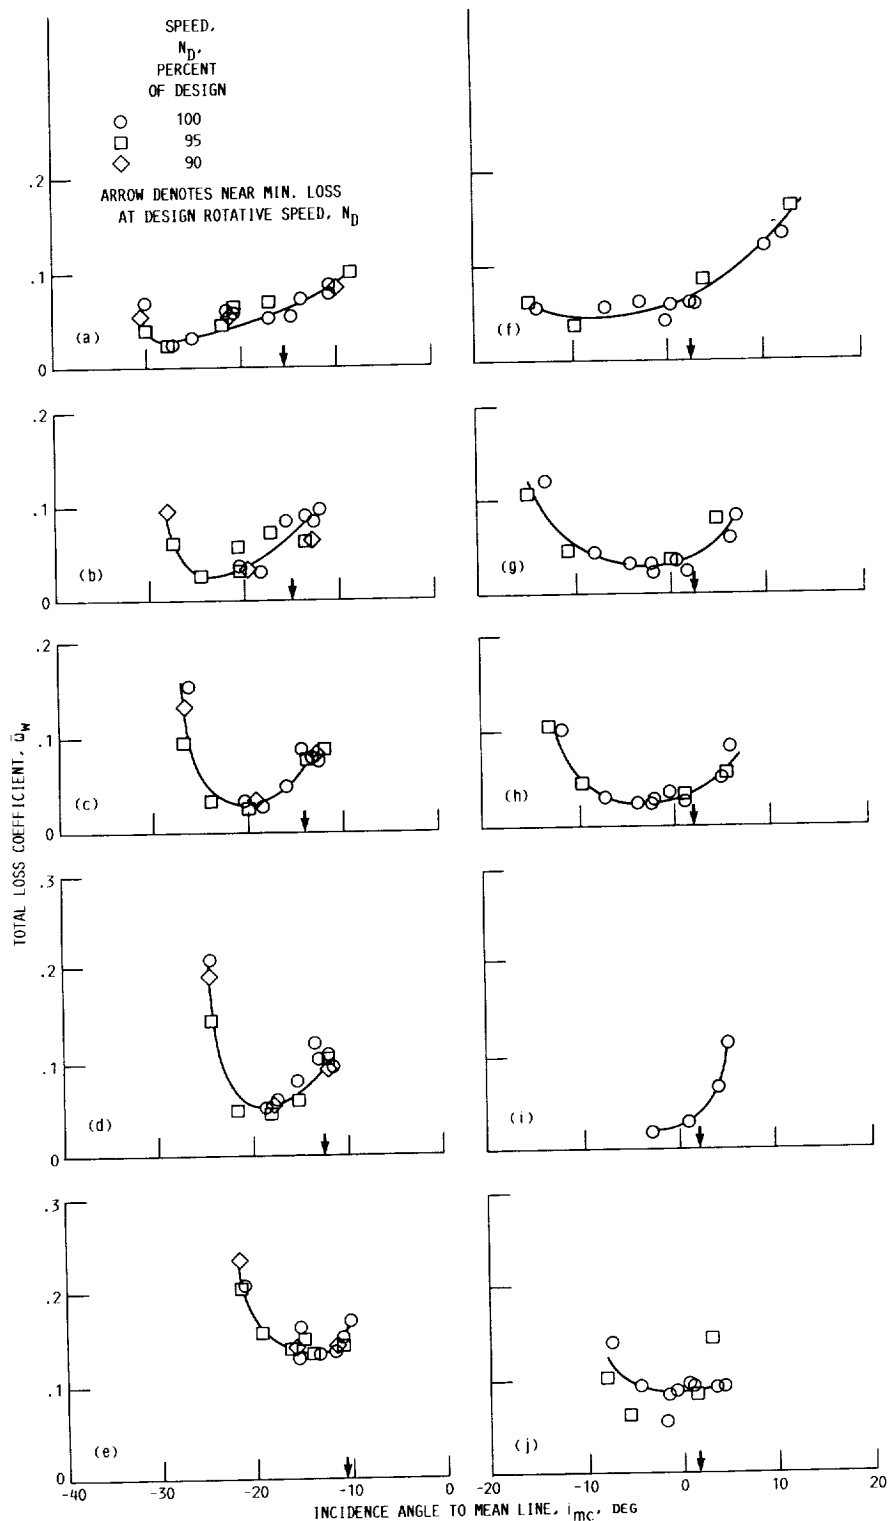 SPEED,
N_D,
PERCENT
OF DESIGN
100
95
90
ARROW DENOTES NEAR MIN. LOSS
AT DESIGN ROTATIVE SPEED, N_D
.2
.1
0
(a)
(f)
.2
.1
0
(b)
(g)
.2
.1
0
(c)
(h)
TOTAL LOSS COEFFICIENT, ω̄_w
.3
.2
.1
0
(d)
(i)
.3
.2
.1
0
(e)
(j)
-40 -30 -20 -10 0
-20 -10 0 10 20
INCIDENCE ANGLE TO MEAN LINE, i_mc, DEG